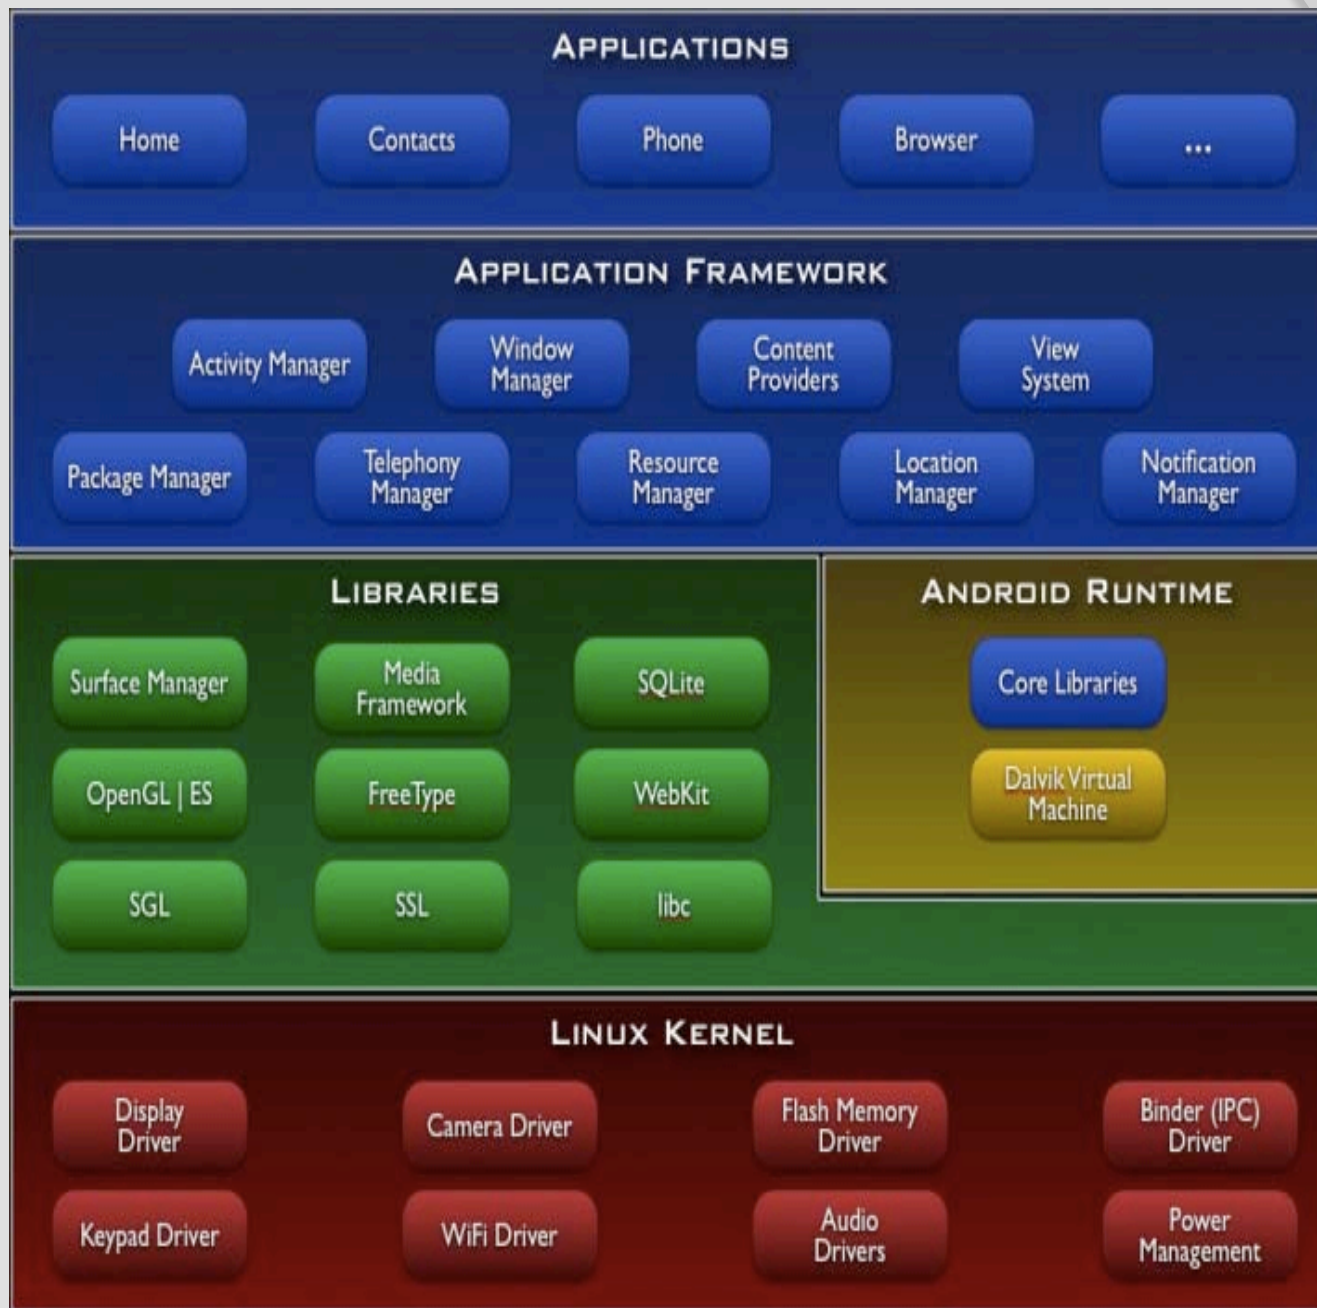 APPLICATIONS
Home
Contacts
Phone
Browser
...
APPLICATION FRAMEWORK
Activity Manager
Window
Manager
Content
Providers
View
System
Package Manager
Telephony
Manager
Resource
Manager
Location
Manager
Notification
Manager
LIBRARIES
Surface Manager
Media
Framework
SQLite
OpenGL | ES
FreeType
WebKit
SGL
SSL
libc
ANDROID RUNTIME
Core Libraries
Dalvik Virtual
Machine
LINUX KERNEL
Display
Driver
Camera Driver
Flash Memory
Driver
Binder (IPC)
Driver
Keypad Driver
WiFi Driver
Audio
Drivers
Power
Management